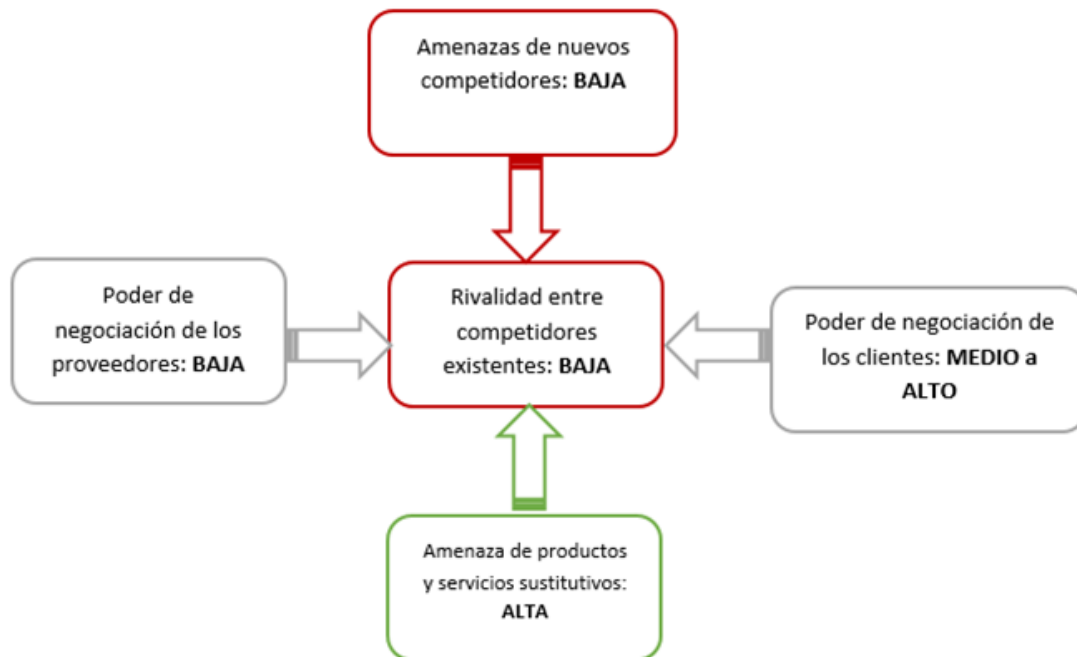 Amenazas de nuevos
competidores: BAJA
Poder de
negociación de los
proveedores: BAJA
Rivalidad entre
competidores
existentes: BAJA
Poder de negociación de
los clientes: MEDIO a
ALTO
Amenaza de productos
y servicios sustitutivos:
ALTA